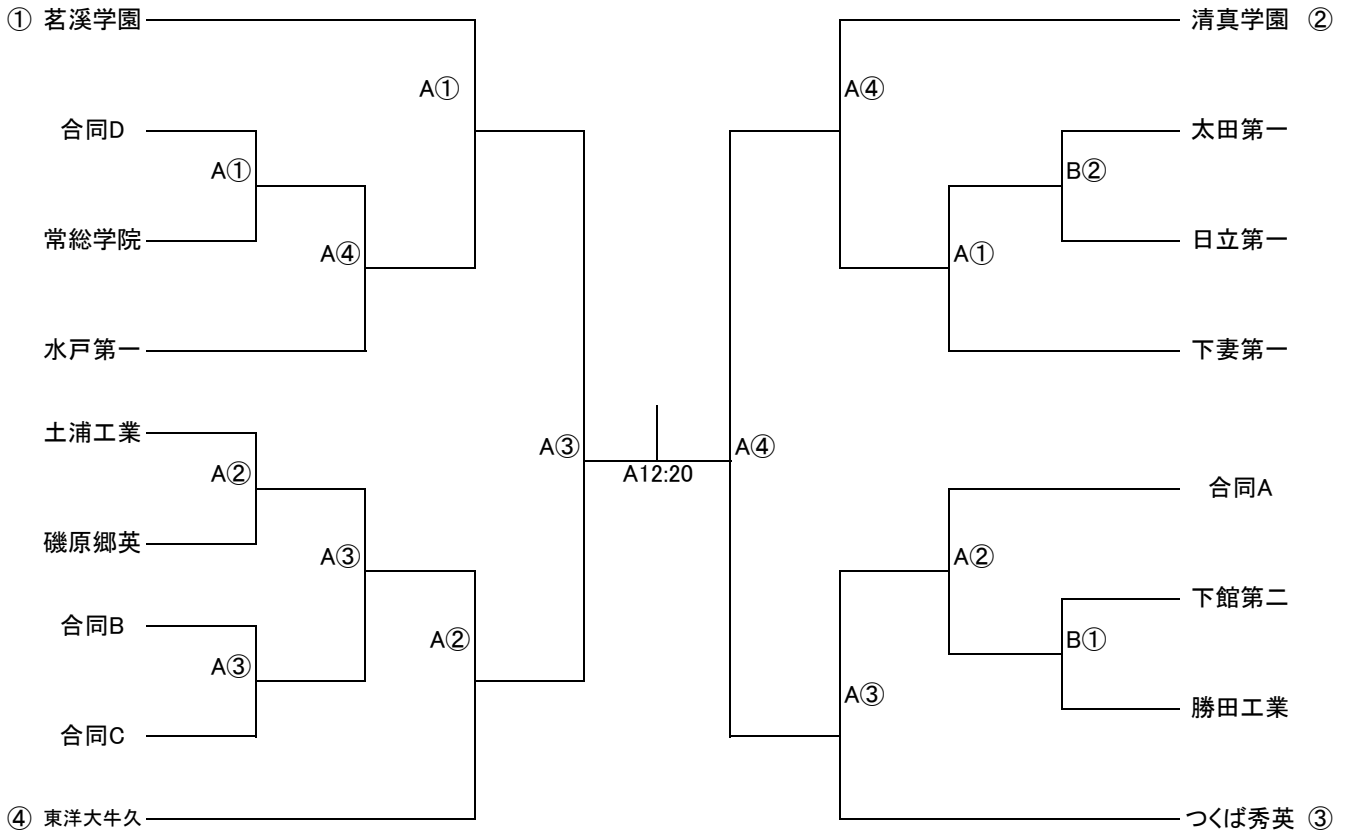 ① 茗溪学園
清真学園 ②
A①
A④
合同D
太田第一
A①
B②
常総学院
日立第一
A④
A①
水戸第一
下妻第一
土浦工業
A③
A④
A12:20
A②
合同A
磯原郷英
A③
A②
下館第二
合同B
A②
B①
A③
A③
勝田工業
合同C
④ 東洋大牛久
つくば秀英 ③